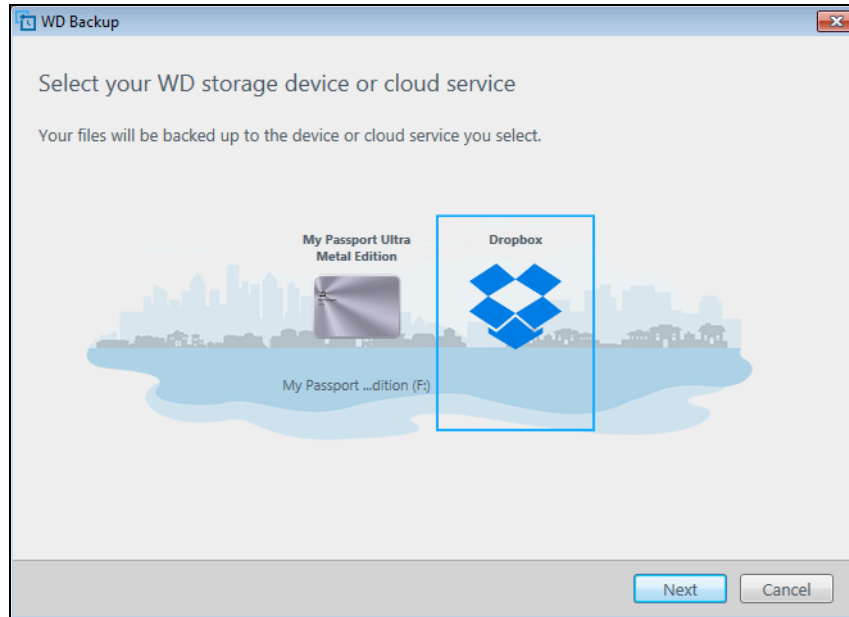 WD Backup
Select your WD storage device or cloud service
Your files will be backed up to the device or cloud service you select.
My Passport Ultra
Metal Edition
Dropbox
My Passport ...dition (F:)
Next
Cancel